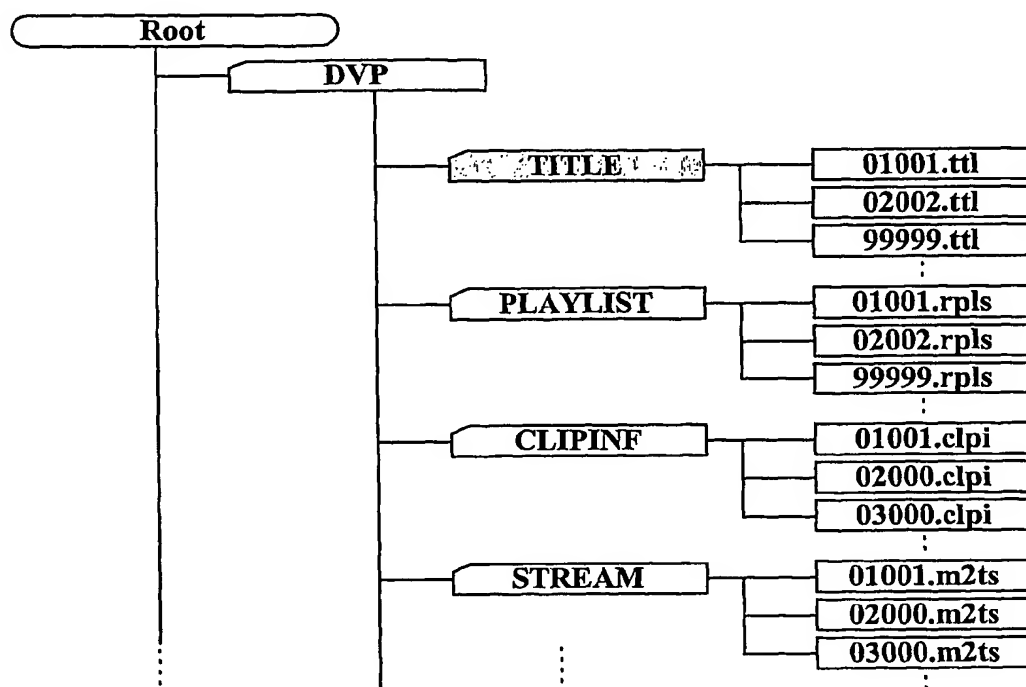 Root
DVP
TITLE
01001.ttl
02002.ttl
99999.ttl
PLAYLIST
01001.rpls
02002.rpls
99999.rpls
CLIPINF
01001.clpi
02000.clpi
03000.clpi
STREAM
01001.m2ts
02000.m2ts
03000.m2ts